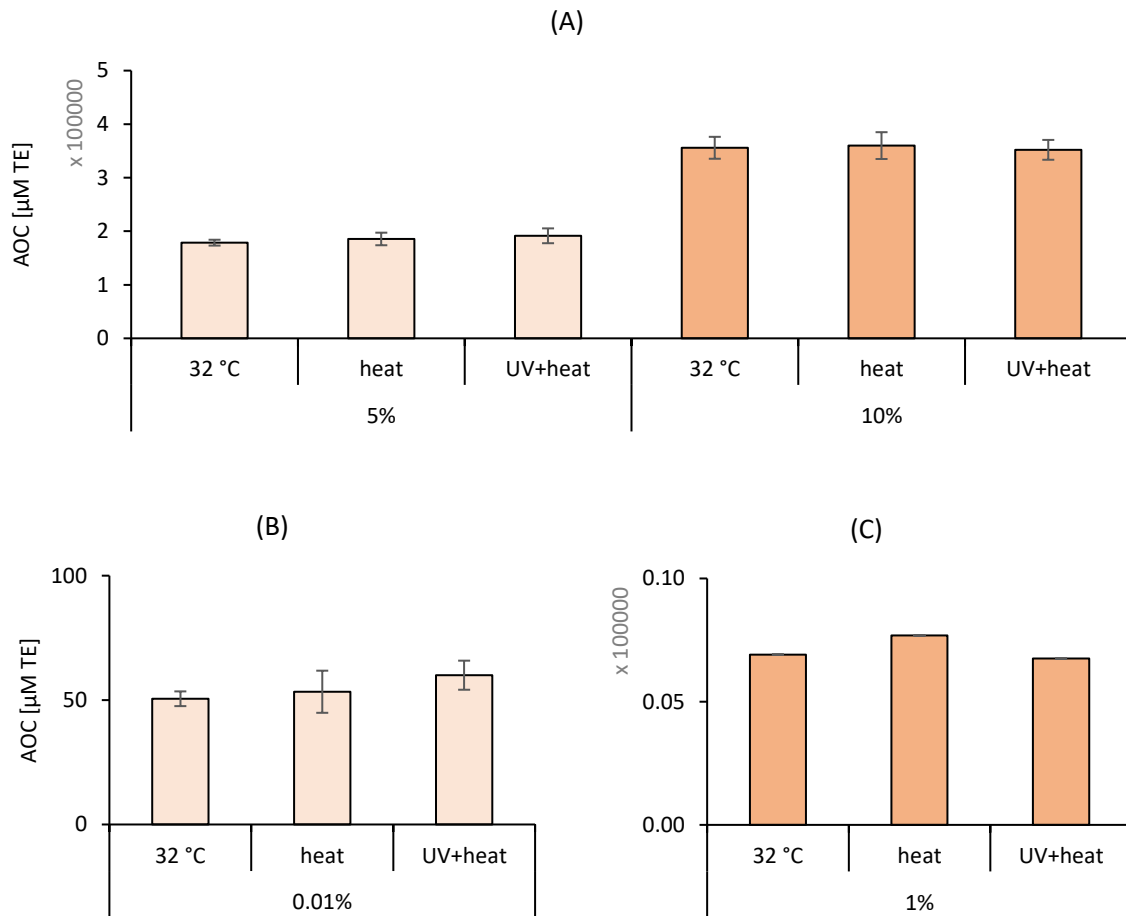 (A)
AOC [µM TE]
x 100000
5
4
3
2
1
0
32 °C heat UV+heat 32 °C heat UV+heat
5% 10%
(B)
AOC [µM TE]
100
50
0
32 °C heat UV+heat
0.01%
(C)
x 100000
0.10
0.05
0.00
32 °C heat UV+heat
1%